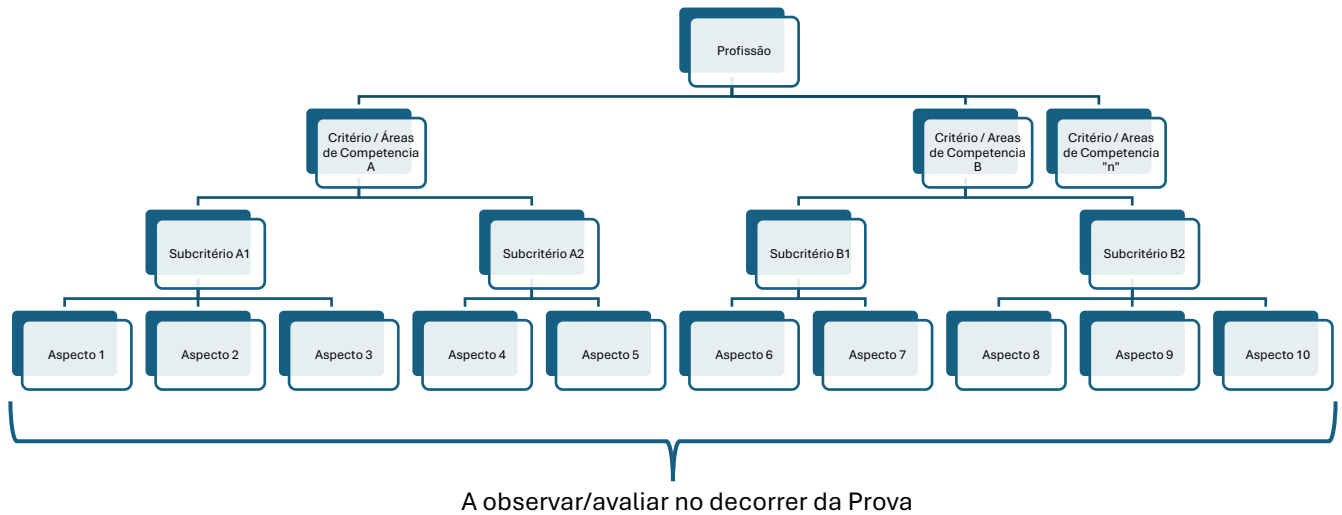 Profissão
Critério / Áreas
de Competencia
A
Critério / Areas
de Competencia
B
Critério / Areas
de Competencia
"n"
Subcritério A1
Subcritério A2
Subcritério B1
Subcritério B2
Aspecto 1
Aspecto 2
Aspecto 3
Aspecto 4
Aspecto 5
Aspecto 6
Aspecto 7
Aspecto 8
Aspecto 9
Aspecto 10
A observar/avaliar no decorrer da Prova